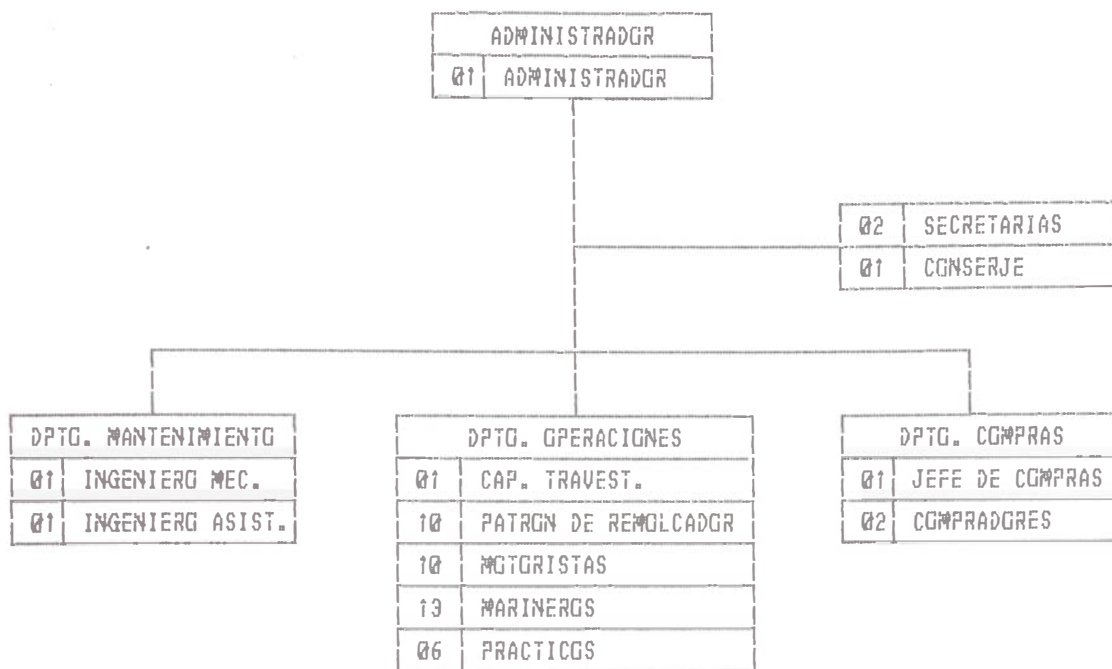 ADMINISTRADOR
01 ADMINISTRADOR
02 SECRETARIAS
01 CONSERJE
DPTO. MANTENIMIENTO
01 INGENIERO MEC.
01 INGENIERO ASIST.
DPTO. OPERACIONES
01 CAP. TRAVEST.
10 PATRON DE REMOLCADOR
10 MOTORISTAS
13 MARINEROS
06 PRACTICOS
DPTO. COMPRAS
01 JEFE DE COMPRAS
02 COMPRADORES